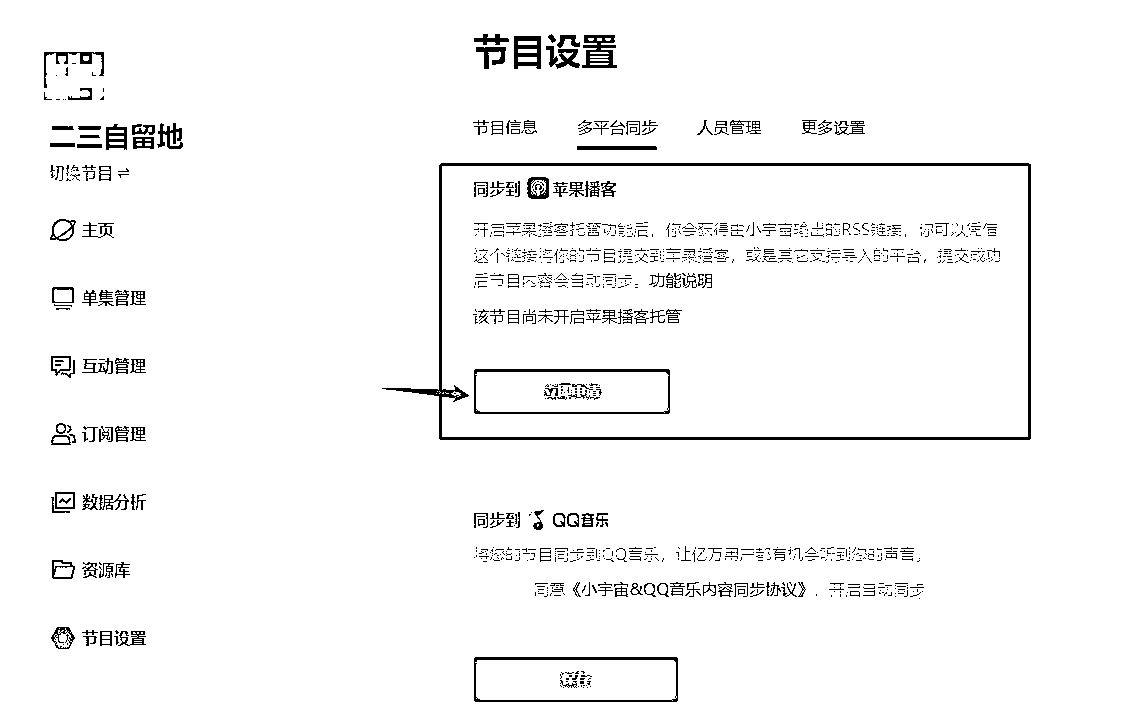 二三自留地
切换节目 ⇌
主页
单集管理
互动管理
订阅管理
数据分析
资源库
节目设置
节目设置
节目信息 多平台同步 人员管理 更多设置
同步到 苹果播客
开启苹果播客托管功能后，你会获得由小宇宙输出的RSS链接，你可以凭借
这个链接将你的节目提交到苹果播客，或是其它支持导入的平台，提交成功
后节目内容会自动同步。功能说明
该节目尚未开启苹果播客托管
立即申请
同步到 QQ音乐
将您的节目同步到QQ音乐，让亿万用户都有机会听到您的声音。
同意《小宇宙&QQ音乐内容同步协议》，开启自动同步